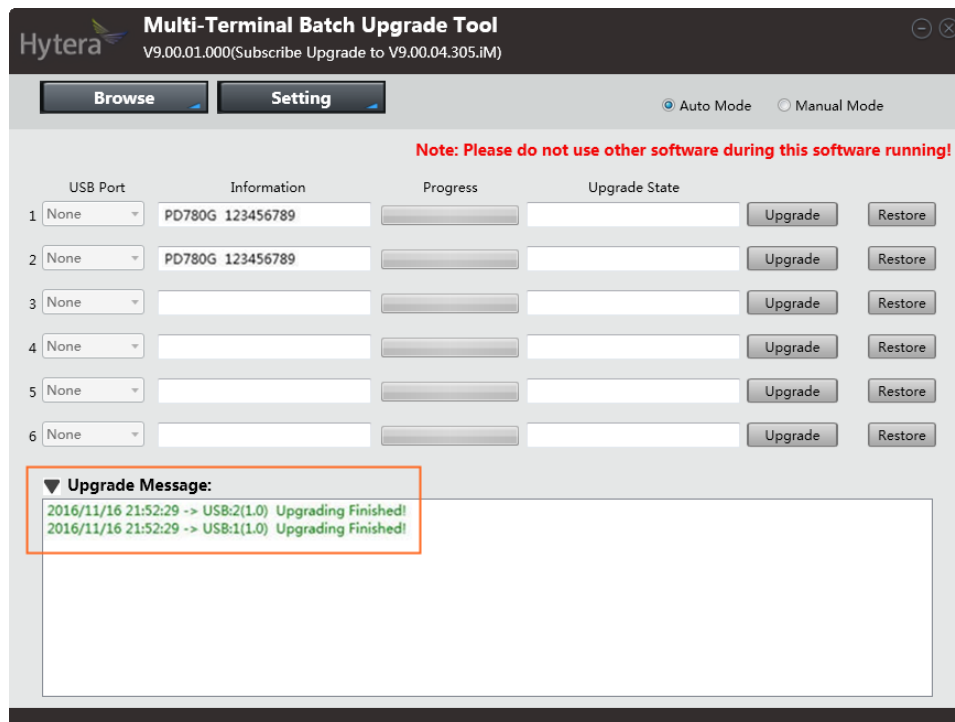 Hytera
Multi-Terminal Batch Upgrade Tool
V9.00.01.000(Subscribe Upgrade to V9.00.04.305.iM)
Browse
Setting
Auto Mode
Manual Mode
Note: Please do not use other software during this software running!
USB Port Information Progress Upgrade State
1 None PD780G 123456789 Upgrade Restore
2 None PD780G 123456789 Upgrade Restore
3 None Upgrade Restore
4 None Upgrade Restore
5 None Upgrade Restore
6 None Upgrade Restore
Upgrade Message:
2016/11/16 21:52:29 -> USB:2(1.0) Upgrading Finished!
2016/11/16 21:52:29 -> USB:1(1.0) Upgrading Finished!